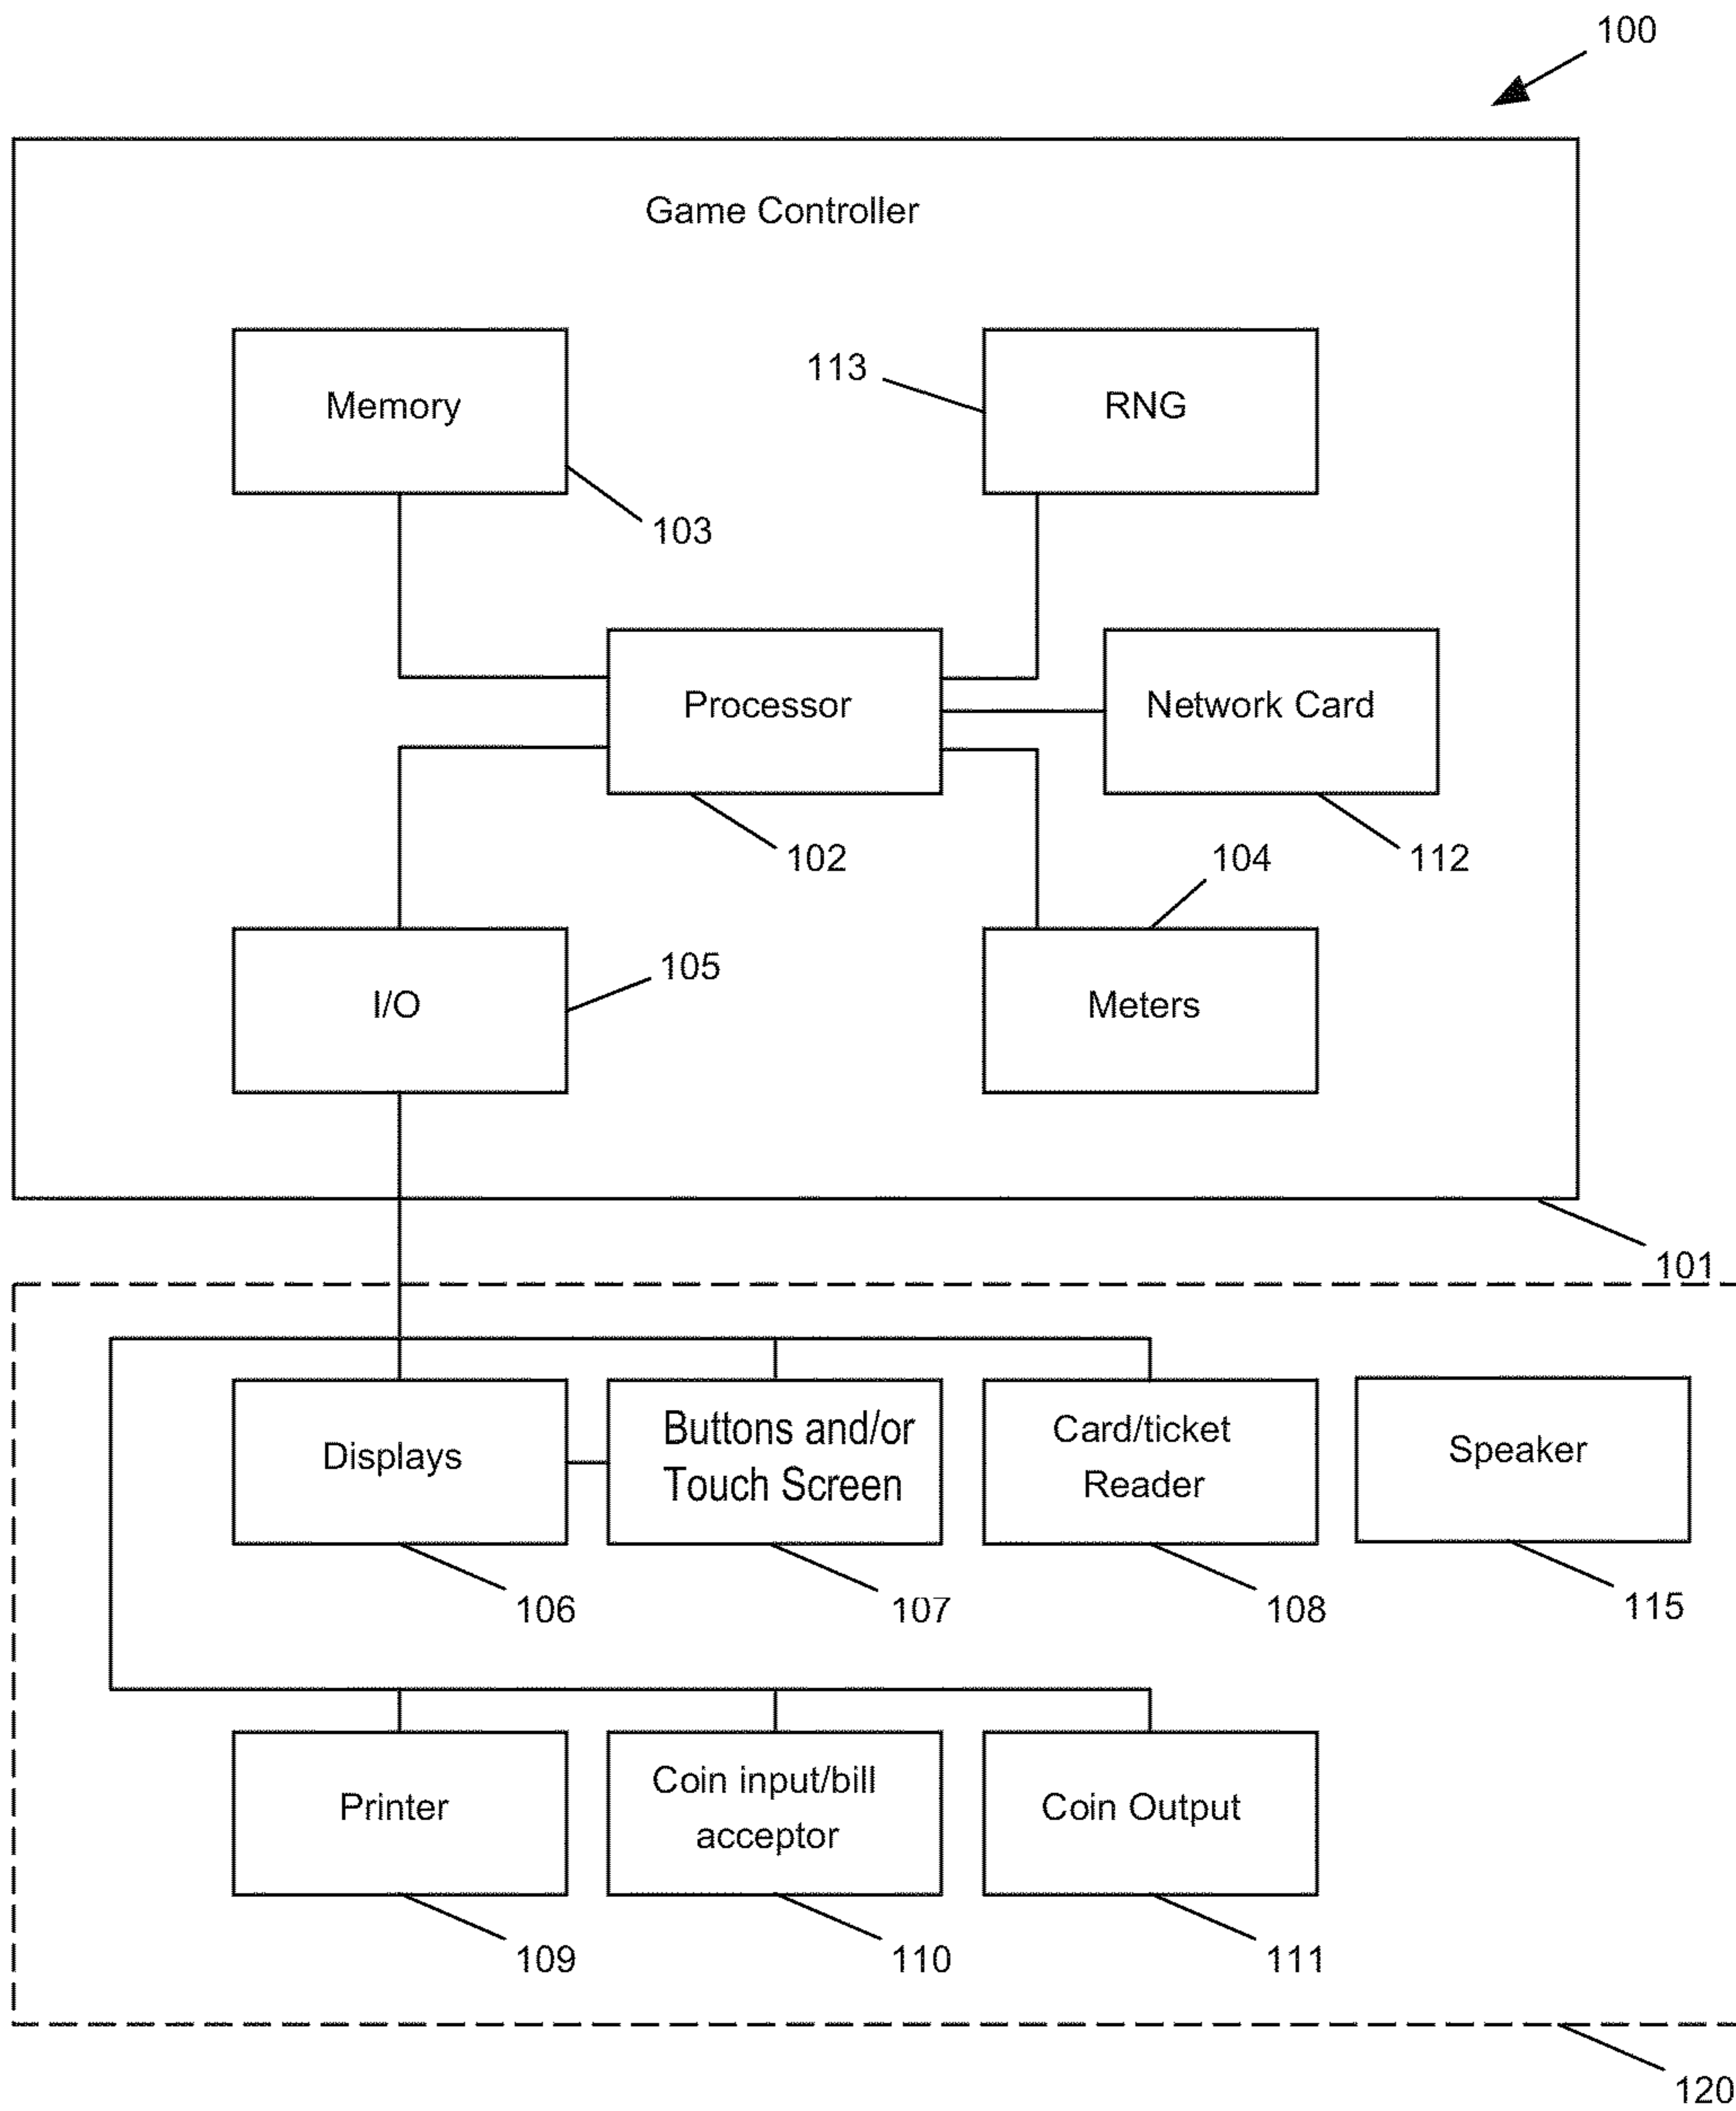 100
Game Controller
Memory
113
RNG
103
Processor
Network Card
102
104
112
I/O
105
Meters
101
Displays
Buttons and/or
Touch Screen
Card/ticket
Reader
Speaker
106
107
108
115
Printer
Coin input/bill
acceptor
Coin Output
109
110
111
120